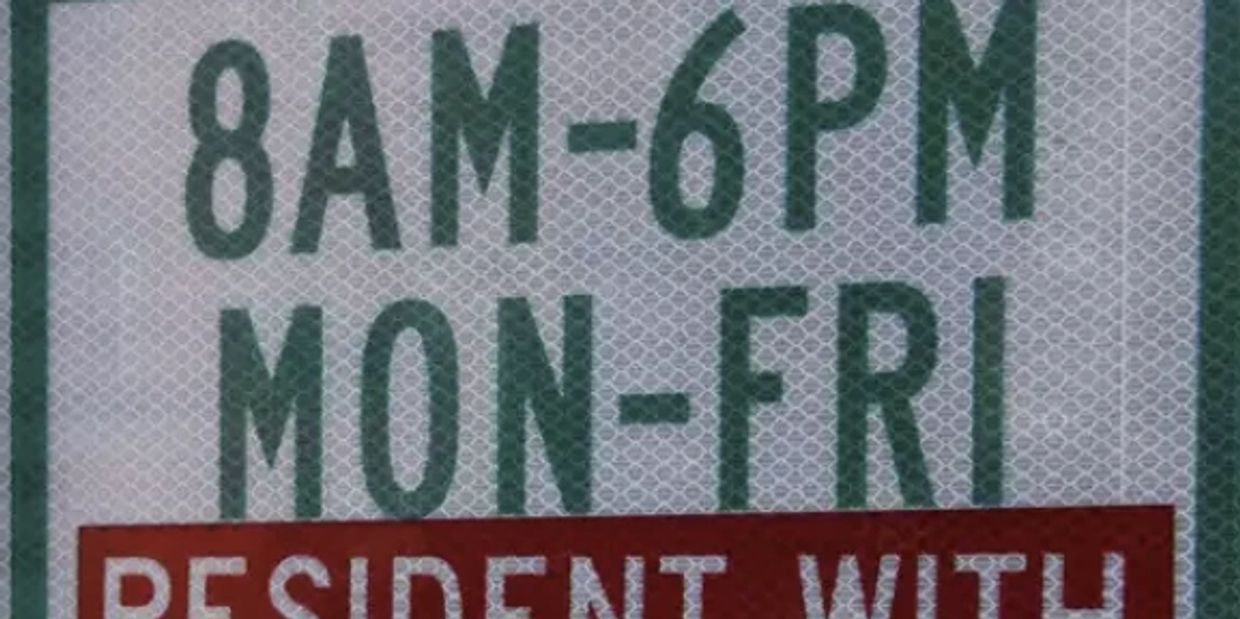 8AM-6PM
MON-FRI
RESIDENT WITH